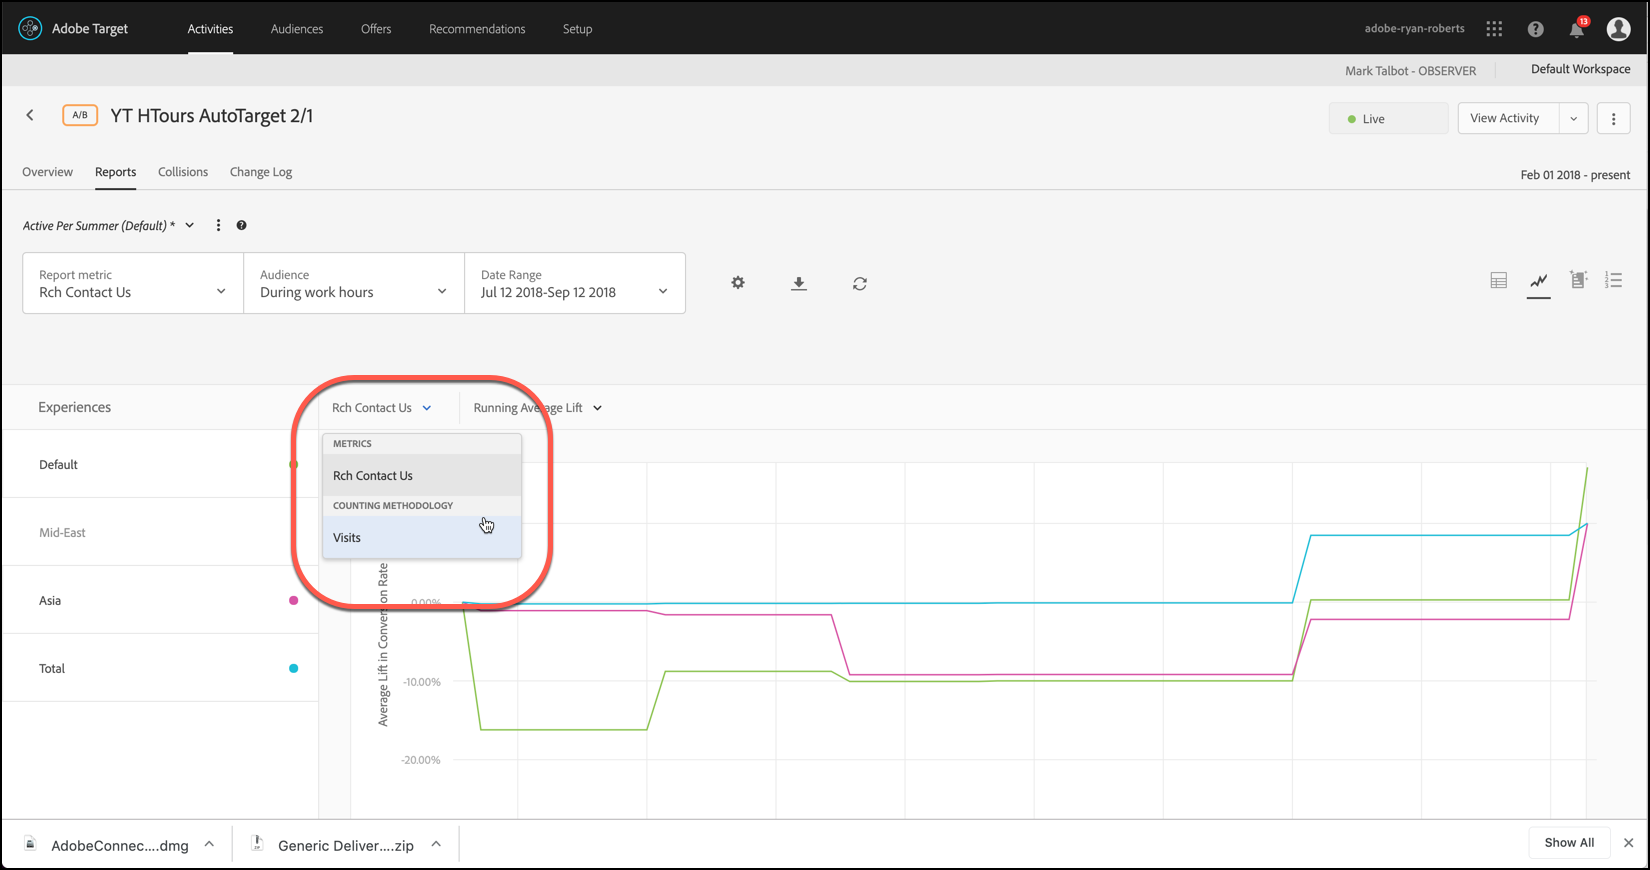 Adobe Target
Activities
Audiences
Offers
Recommendations
Setup
adobe-ryan-roberts
13
Mark Talbot - OBSERVER
Default Workspace
A/B
YT HTours AutoTarget 2/1
Live
View Activity
Overview
Reports
Collisions
Change Log
Feb 01 2018 - present
Active Per Summer (Default) *
Report metric
Rch Contact Us
Audience
During work hours
Date Range
Jul 12 2018-Sep 12 2018
Experiences
Rch Contact Us
Running Average Lift
METRICS
Rch Contact Us
COUNTING METHODOLOGY
Visits
Default
Mid-East
Asia
Total
Average Lift in Conversion Rate
0.00%
-10.00%
-20.00%
AdobeConnec....dmg
Generic Deliver....zip
Show All